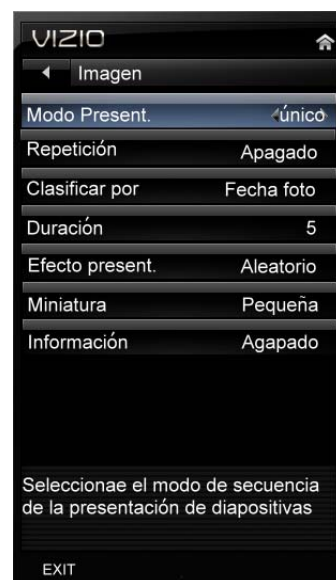 VIZIO
Imagen
Modo Present. único
Repetición Apagado
Clasificar por Fecha foto
Duración 5
Efecto present. Aleatorio
Miniatura Pequeña
Información Agapado
Seleccionae el modo de secuencia
de la presentación de diapositivas
EXIT